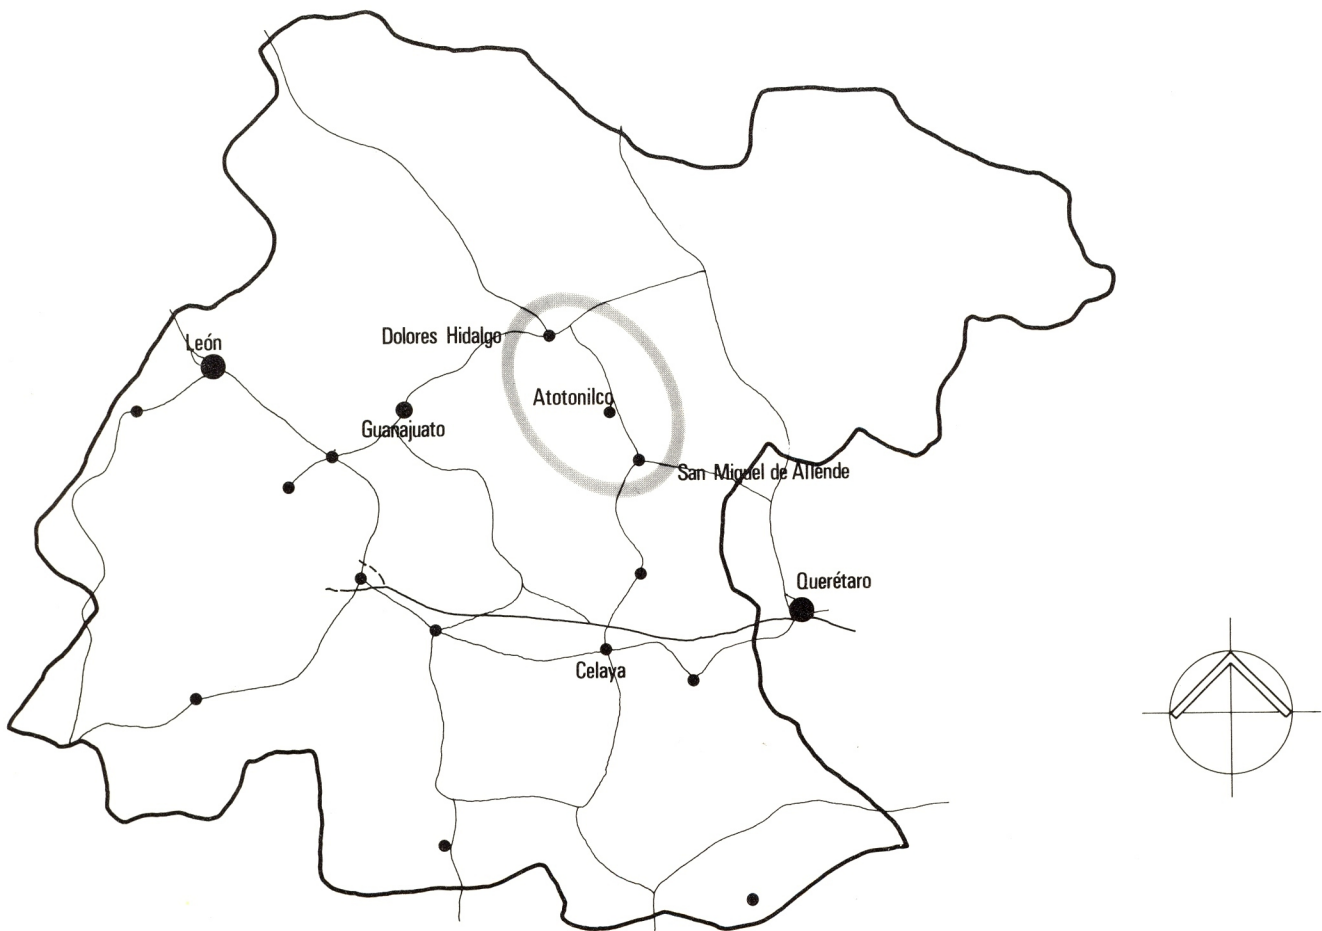 León
Dolores Hidalgo
Atotonilco
Guanajuato
San Miguel de Allende
Querétaro
Celaya